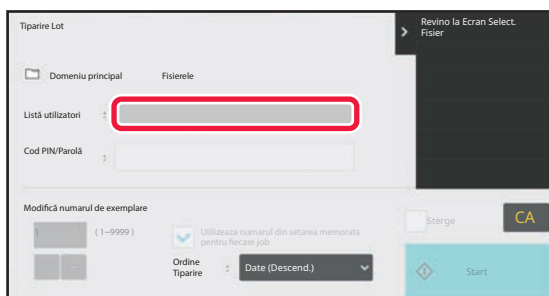 Tiparire Lot
Revino la Ecran Select.
Fisier
Domeniu principal
Fisierele
Listă utilizatori :
Cod PIN/Parolă :
Modifică numarul de exemplare
1
( 1~9999 )
Utilizeaza numarul din setarea memorata
pentru fiecare job
Sterge
CA
Ordine
Tiparire : Date (Descend.)
Start